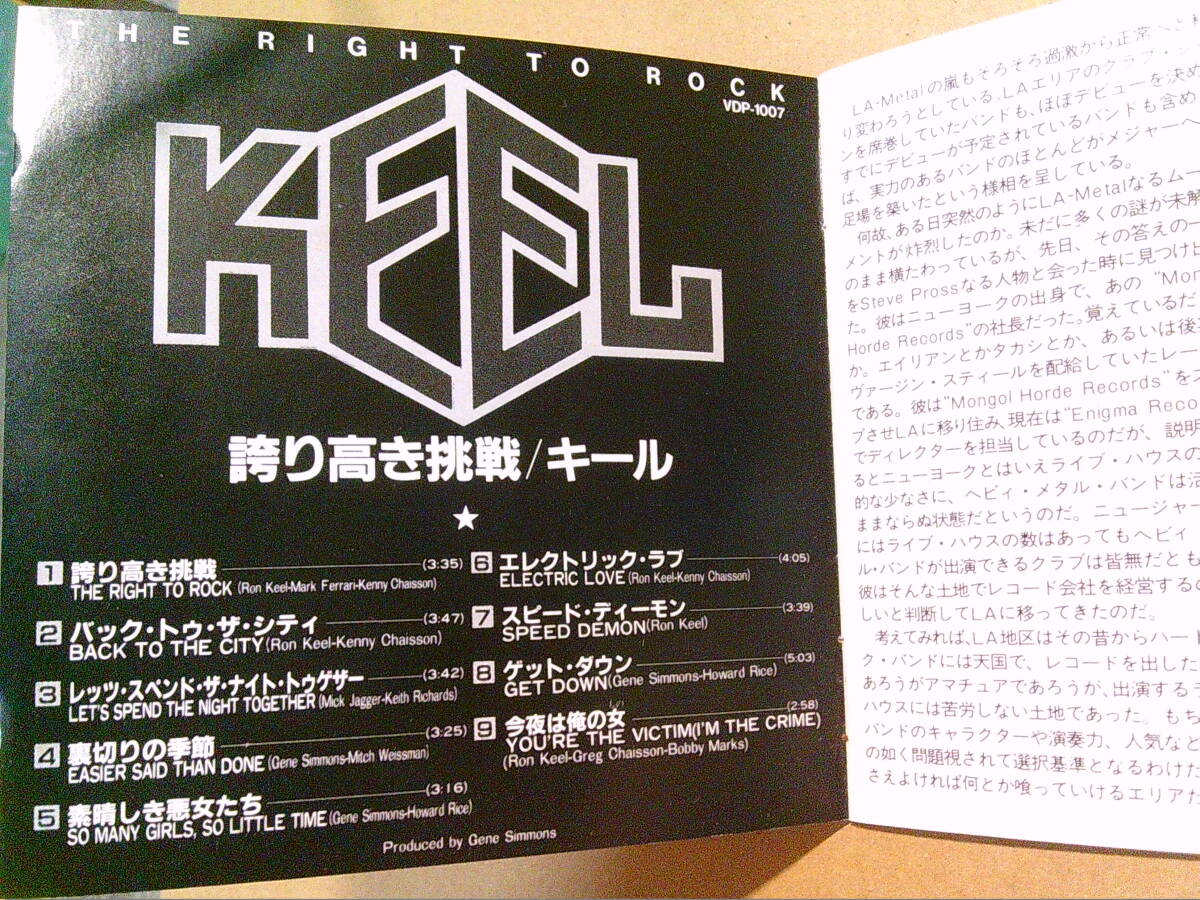 THE RIGHT TO ROCK
VDP-1007
KEEL
誇り高き挑戦/キール
★
1 誇り高き挑戦 (3:35)
THE RIGHT TO ROCK (Ron Keel-Mark Ferrari-Kenny Chaisson)
2 バック・トゥ・ザ・シティ (3:47)
BACK TO THE CITY (Ron Keel-Kenny Chaisson)
3 レッツ・スペンド・ザ・ナイト・トゥゲザー (3:42)
LET'S SPEND THE NIGHT TOGETHER (Mick Jagger-Keith Richards)
4 裏切りの季節 (3:25)
EASIER SAID THAN DONE (Gene Simmons-Mitch Weissman)
5 素晴しき悪女たち (3:16)
SO MANY GIRLS, SO LITTLE TIME (Gene Simmons-Howard Rice)
6 エレクトリック・ラブ (4:05)
ELECTRIC LOVE (Ron Keel-Kenny Chaisson)
7 スピード・ディーモン (3:39)
SPEED DEMON (Ron Keel)
8 ゲット・ダウン (5:03)
GET DOWN (Gene Simmons-Howard Rice)
9 今夜は俺の女 (2:58)
YOU'RE THE VICTIM (I'M THE CRIME)
(Ron Keel-Greg Chaisson-Bobby Marks)
Produced by Gene Simmons
LA-Metalの嵐もそろそろ過激から正常へと
り変わろうとしている。LAエリアのクラブ・シ
ンを席巻していたバンドも、ほぼデビューを決め
すでにデビューが予定されているバンドも含め
ば、実力のあるバンドのほとんどがメジャーへ
足場を築いたという様相を呈している。
何故、ある日突然のようにLA-Metalなるムー
メントが炸烈したのか。未だに多くの謎が未解
のまま横たわっているが、先日、その答えの一
をSteve Prossなる人物と会った時に見つけ出
た。彼はニューヨークの出身で、あの “Mon
Horde Records”の社長だった。覚えているだ
か。エイリアンとかタカシとか、あるいは後
ヴァージン・スティールを配給していたレー
である。彼は“Mongol Horde Records”をス
プさせLAに移り住み、現在は“Enigma Reco
でディレクターを担当しているのだが、説明
るとニューヨークとはいえライブ・ハウスの
的な少なさに、ヘビィ・メタル・バンドは活
ままならぬ状態だというのだ。ニュージャー
にはライブ・ハウスの数はあってもヘビィ
ル・バンドが出演できるクラブは皆無だとも
彼はそんな土地でレコード会社を経営する
しいと判断してLAに移ってきたのだ。
考えてみれば、LA地区はその昔からハー
ク・バンドには天国で、レコードを出した
あろうがアマチュアであろうが、出演するラ
ハウスには苦労しない土地であった。もち
バンドのキャラクターや演奏力、人気など
の如く問題視されて選択基準となるわけだ
さえよければ何とか喰っていけるエリアだ